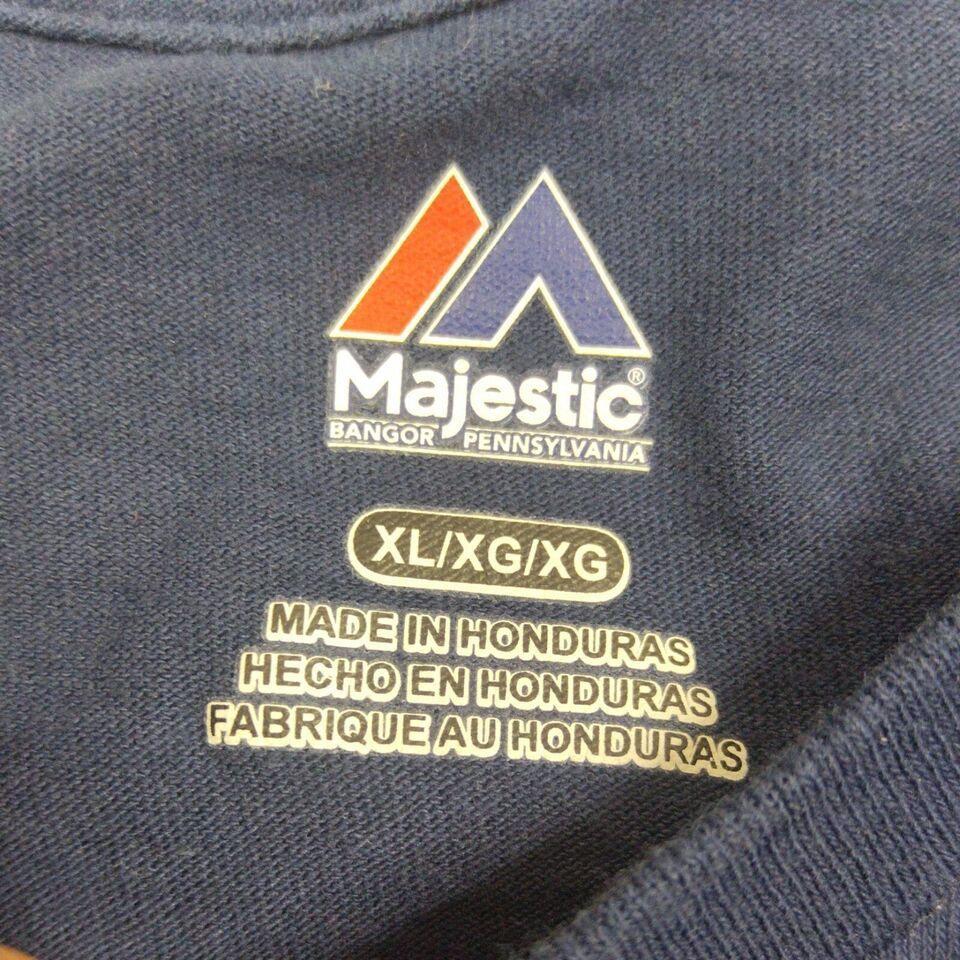 Majestic®
BANGOR PENNSYLVANIA
XL/XG/XG
MADE IN HONDURAS
HECHO EN HONDURAS
FABRIQUE AU HONDURAS